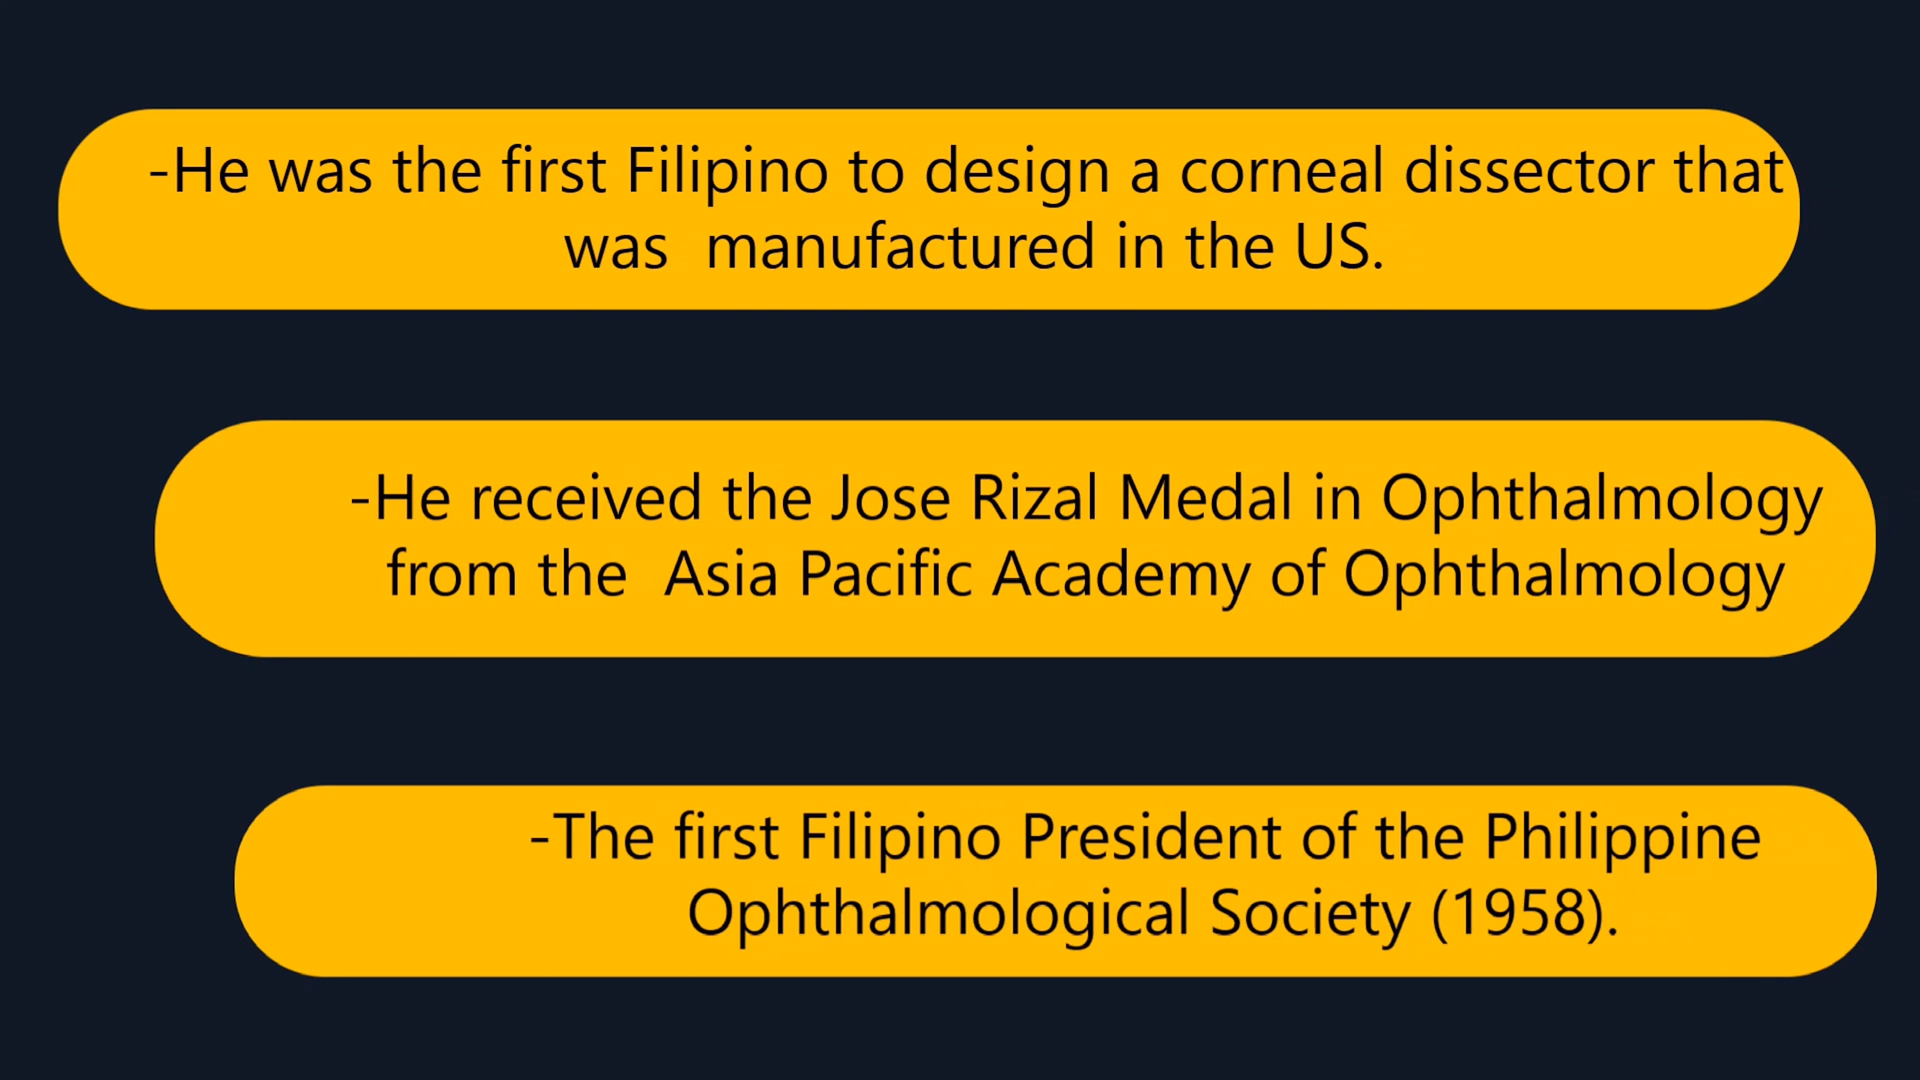 -He was the first Filipino to design a corneal dissector that
was  manufactured in the US.
-He received the Jose Rizal Medal in Ophthalmology
from the  Asia Pacific Academy of Ophthalmology
-The first Filipino President of the Philippine
Ophthalmological Society (1958).